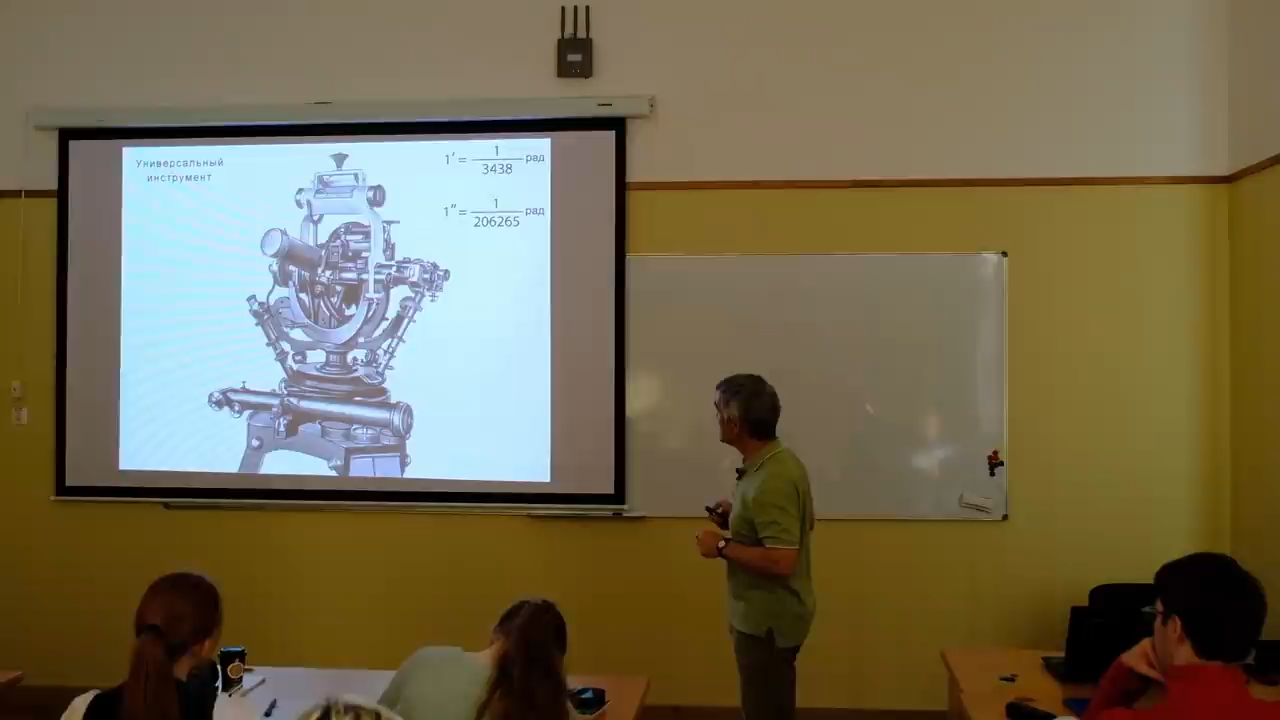 Универсальный
инструмент
1′ = 1/3438 рад
1″ = 1/206265 рад